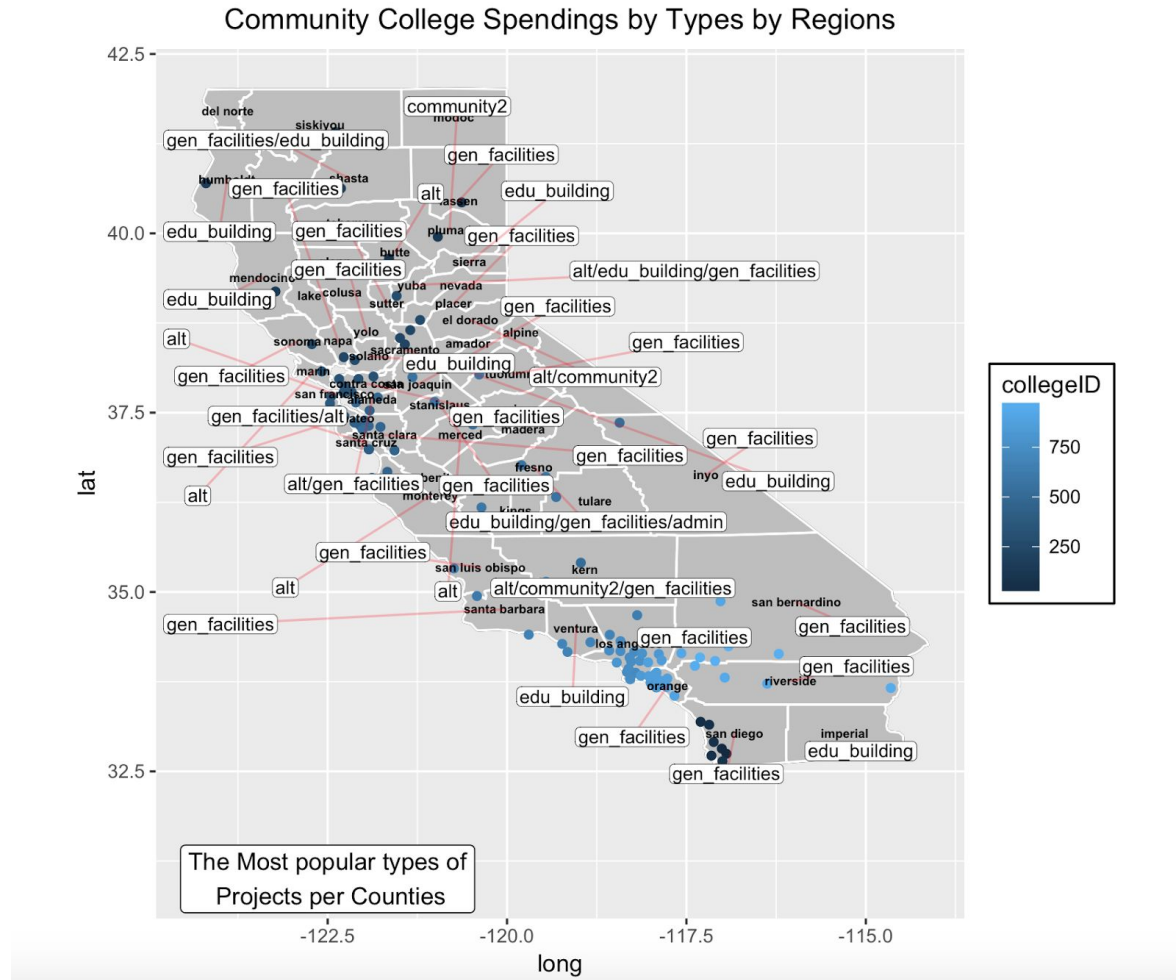 Community College Spendings by Types by Regions
42.5
40.0
37.5
35.0
32.5
lat
del norte
community2
modoc
siskiyou
gen_facilities/edu_building
gen_facilities
humboldt
shasta
gen_facilities
alt
edu_building
lassen
edu_building
gen_facilities
plumas
gen_facilities
butte
sierra
gen_facilities
alt/edu_building/gen_facilities
mendocino
yuba
nevada
edu_building
lake
colusa
sutter
placer
gen_facilities
el dorado
alpine
yolo
alt
sonoma
napa
amador
gen_facilities
sacramento
solano
edu_building
marin
gen_facilities
tuolumne
alt/community2
contra costa
san joaquin
san francisco
alameda
stanislaus
gen_facilities/alt
gen_facilities
mateo
madera
santa clara
merced
gen_facilities
santa cruz
gen_facilities
gen_facilities
fresno
inyo
edu_building
alt/gen_facilities
gen_facilities
alt
monterey
tulare
kings
edu_building/gen_facilities/admin
gen_facilities
san luis obispo
kern
alt
alt
alt/community2/gen_facilities
santa barbara
san bernardino
gen_facilities
ventura
gen_facilities
gen_facilities
los angeles
gen_facilities
orange
riverside
edu_building
gen_facilities
san diego
imperial
edu_building
gen_facilities
The Most popular types of
Projects per Counties
-122.5
-120.0
-117.5
-115.0
long
collegeID
750
500
250